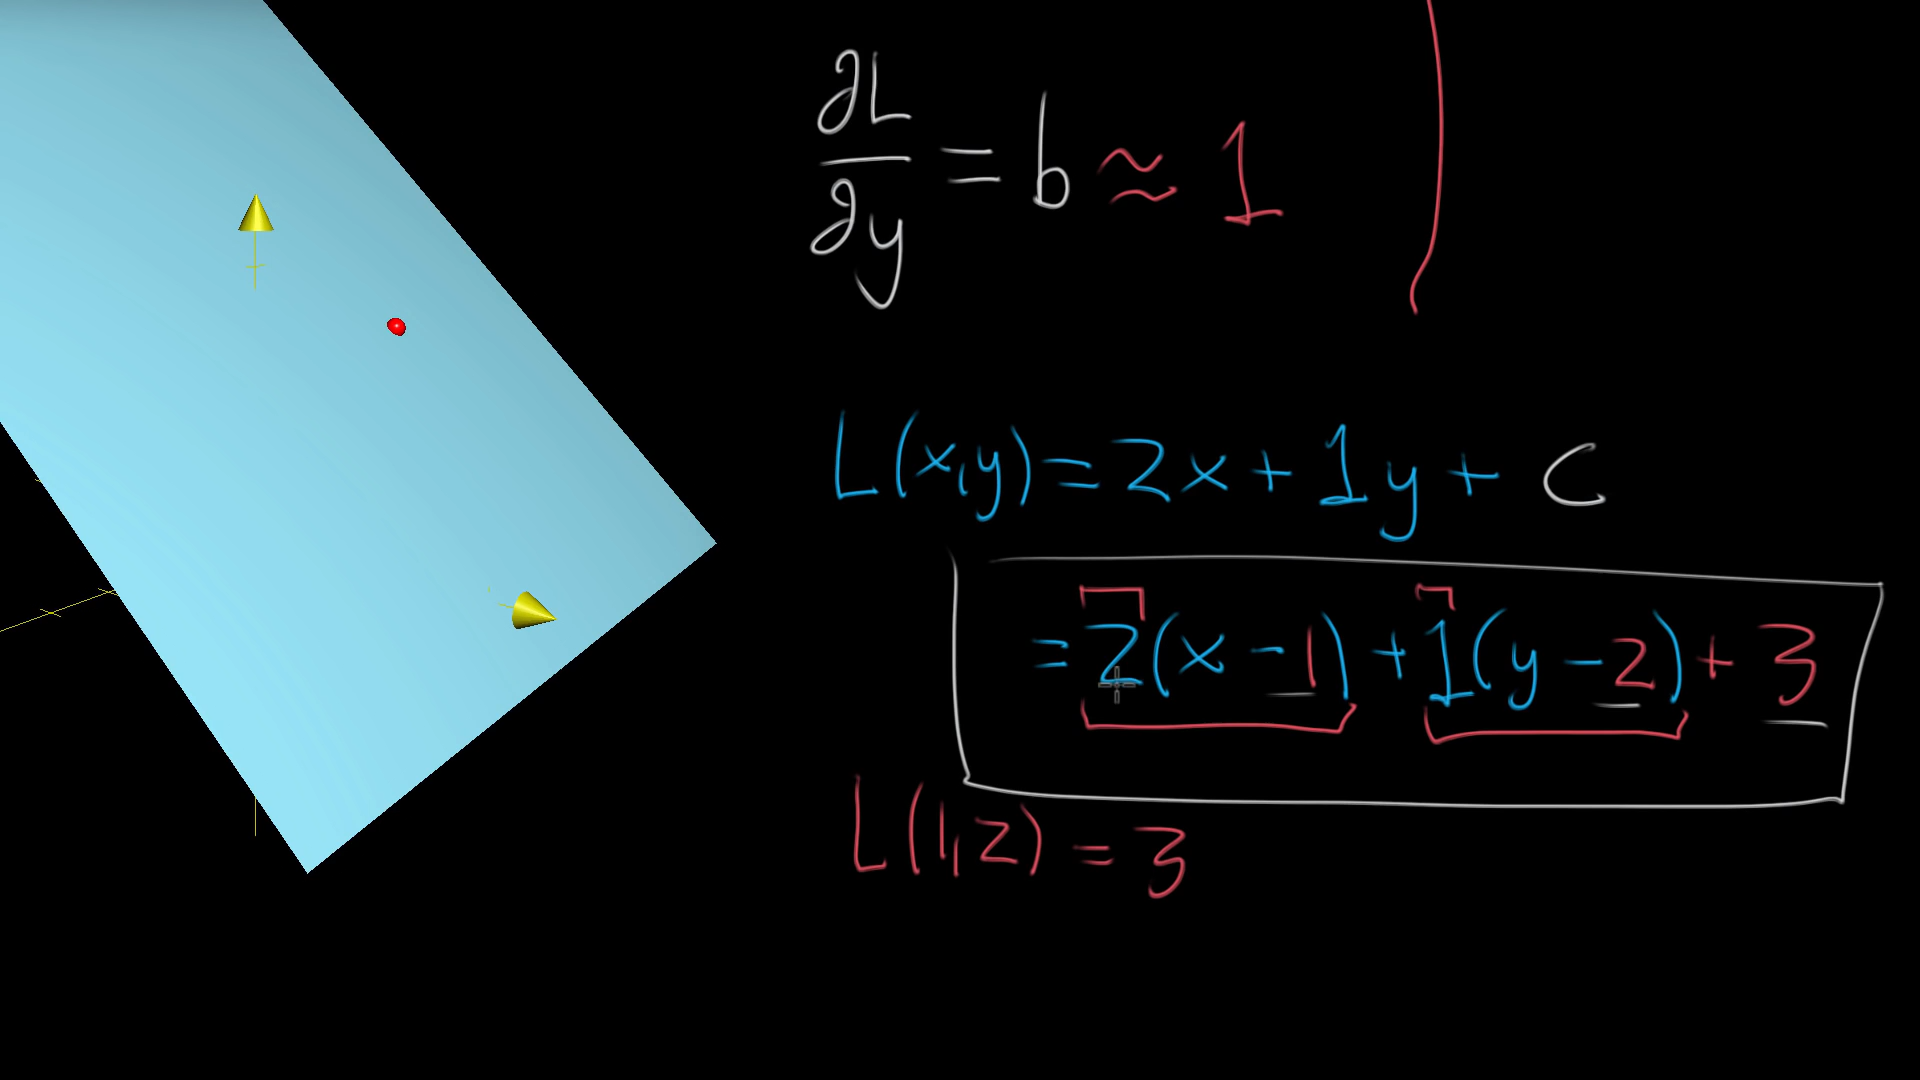 ∂L/∂y = b ≈ 1
L(x,y) = 2x + 1y + C
= 2(x - 1) + 1(y - 2) + 3
L(1,2) = 3